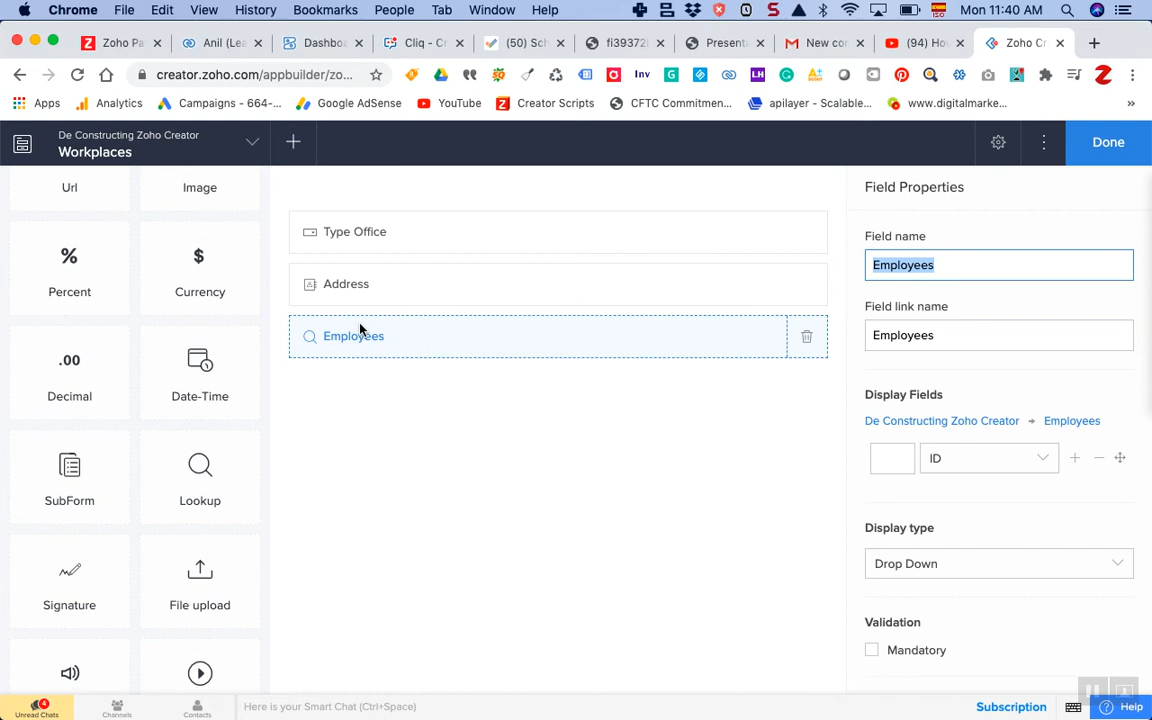 Chrome File Edit View History Bookmarks People Tab Window Help Mon 11:40 AM
Zoho Pa Anil (Lea Dashbo Cliq - C (50) Sch fi39372 Present New co (94) Ho Zoho Cr
creator.zoho.com/appbuilder/zo...
Apps Analytics Campaigns - 664-... Google AdSense YouTube Creator Scripts CFTC Commitmen... apilayer - Scalable... www.digitalmarke... »
De Constructing Zoho Creator
Workplaces
Done
Url Image
Percent Currency
.00
Decimal Date-Time
SubForm Lookup
Signature File upload
Type Office
Address
Employees
Field Properties
Field name
Employees
Field link name
Employees
Display Fields
De Constructing Zoho Creator → Employees
ID
Display type
Drop Down
Validation
Mandatory
4
Unread Chats Channels Contacts
Here is your Smart Chat (Ctrl+Space)
Subscription Help